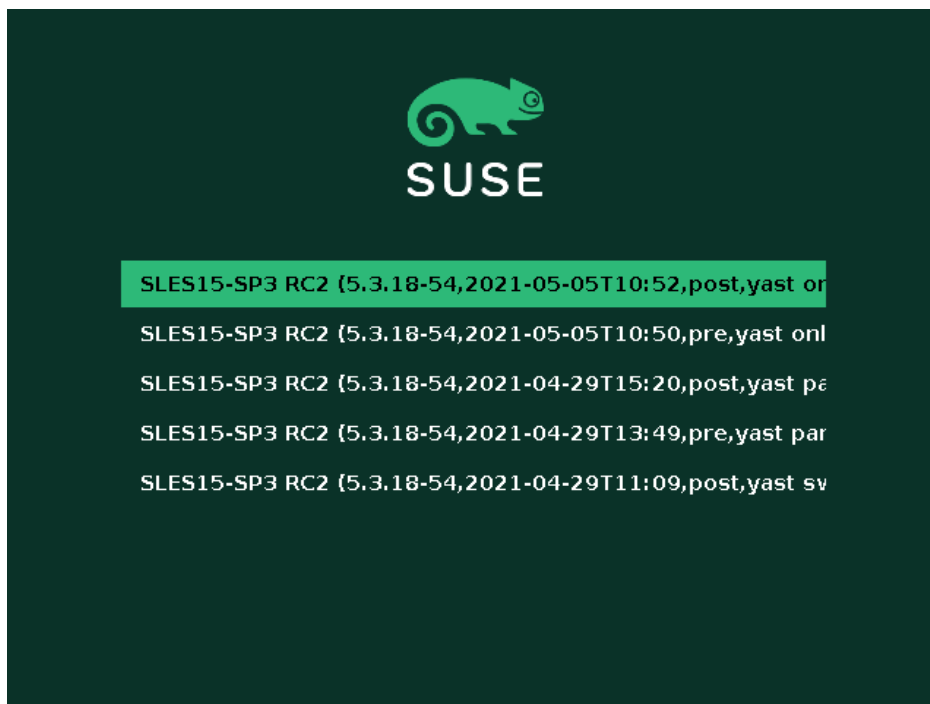 SUSE
SLES15-SP3 RC2 (5.3.18-54,2021-05-05T10:52,post,yast
SLES15-SP3 RC2 (5.3.18-54,2021-05-05T10:50,pre,yast onl
SLES15-SP3 RC2 (5.3.18-54,2021-04-29T15:20,post,yast
SLES15-SP3 RC2 (5.3.18-54,2021-04-29T13:49,pre,yast par
SLES15-SP3 RC2 (5.3.18-54,2021-04-29T11:09,post,yast